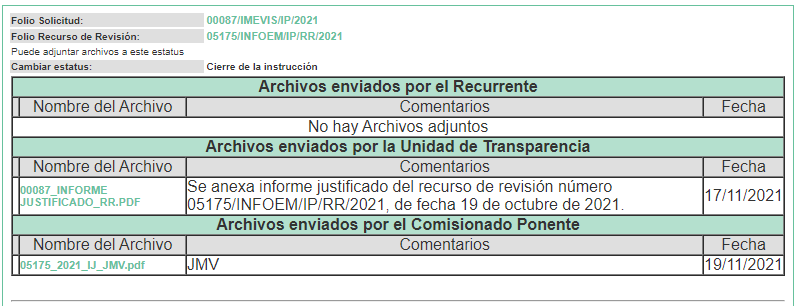 Folio Solicitud: 00087/IMEVIS/IP/2021
Folio Recurso de Revisión: 05175/INFOEM/IP/RR/2021
Puede adjuntar archivos a este estatus
Cambiar estatus: Cierre de la instrucción
Archivos enviados por el Recurrente
Nombre del Archivo Comentarios Fecha
No hay Archivos adjuntos
Archivos enviados por la Unidad de Transparencia
Nombre del Archivo Comentarios Fecha
00087_INFORME
JUSTIFICADO_RR.PDF
Se anexa informe justificado del recurso de revisión número
05175/INFOEM/IP/RR/2021, de fecha 19 de octubre de 2021.
17/11/2021
Archivos enviados por el Comisionado Ponente
Nombre del Archivo Comentarios Fecha
05175_2021_IJ_JMV.pdf JMV 19/11/2021